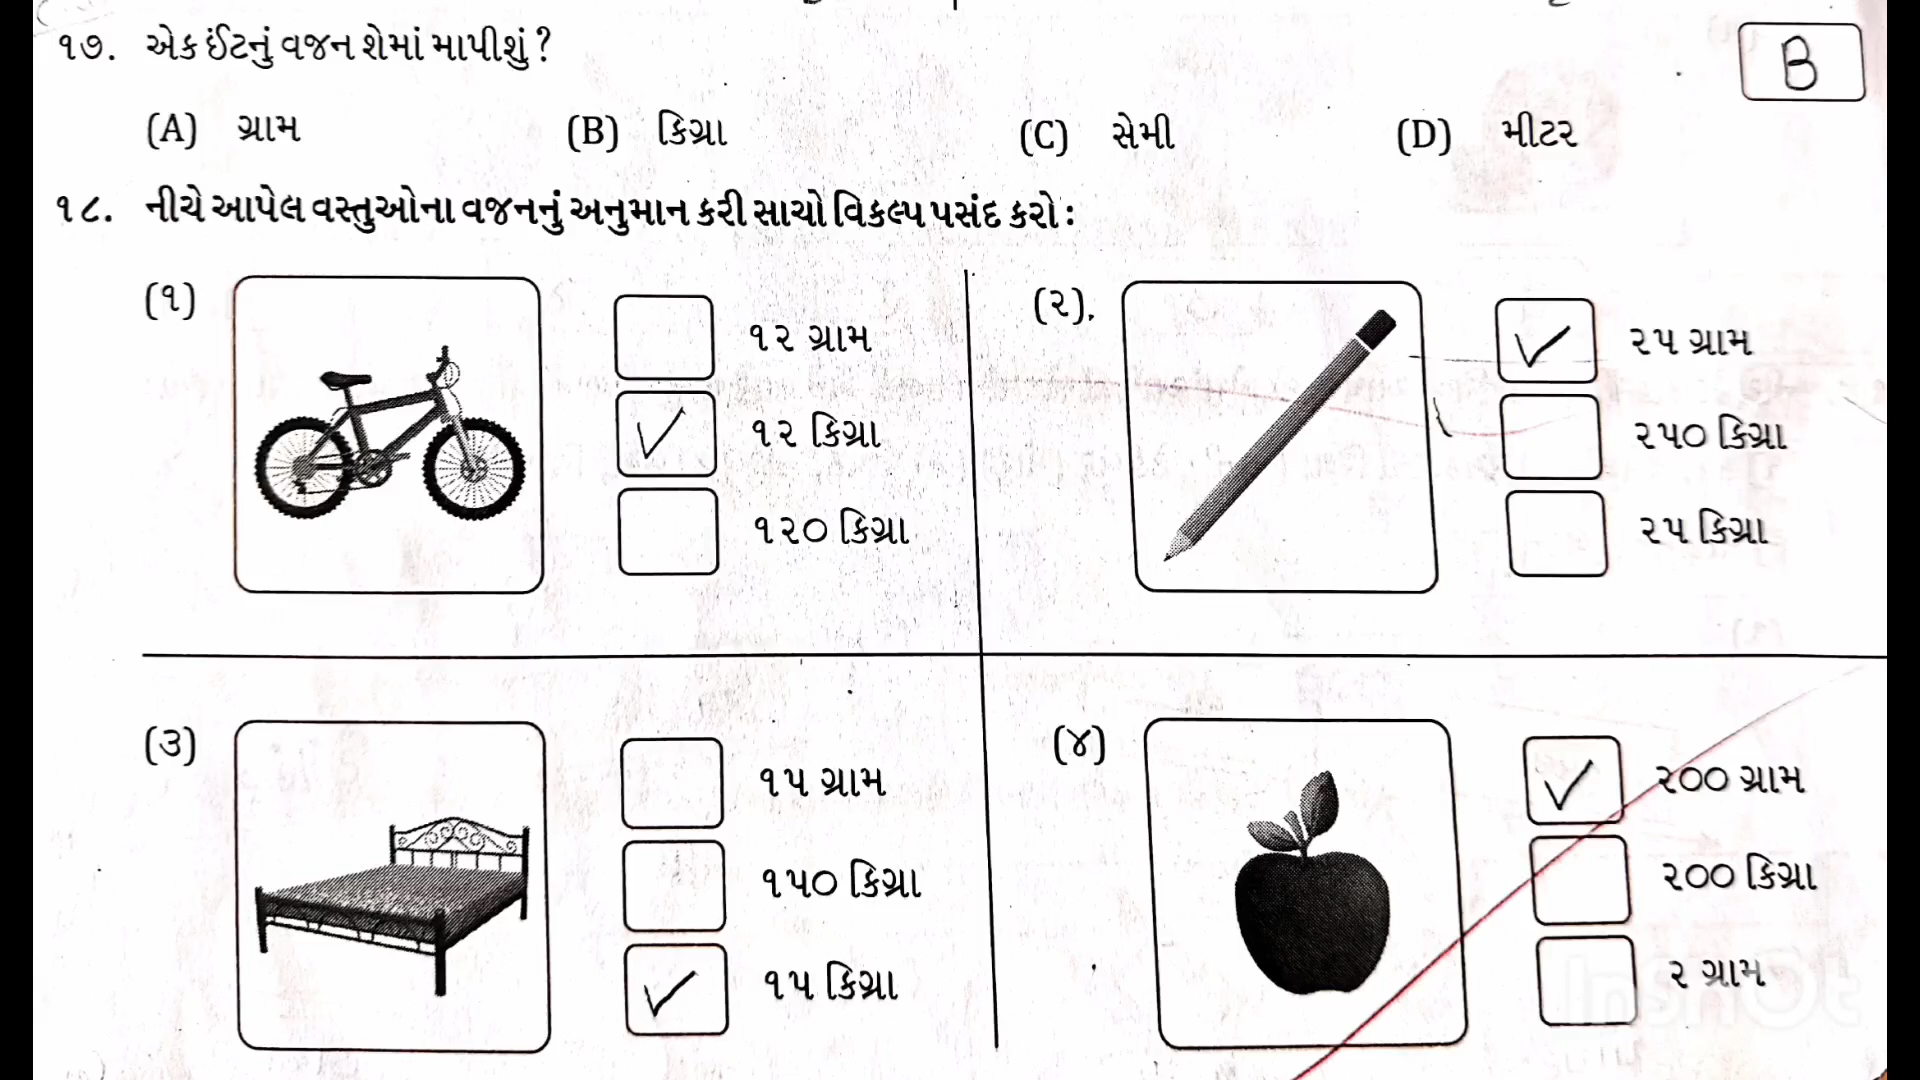 ૧૭. એક ઈંટનું વજન શેમાં માપીશું ?
B
(A) ગ્રામ (B) કિગ્રા (C) સેમી (D) મીટર
૧૮. નીચે આપેલ વસ્તુઓના વજનનું અનુમાન કરી સાચો વિકલ્પ પસંદ કરો :
(૧)
૧૨ ગ્રામ
૧૨ કિગ્રા
૧૨૦ કિગ્રા
(૨).
૨૫ ગ્રામ
૨૫૦ કિગ્રા
૨૫ કિગ્રા
(૩)
૧૫ ગ્રામ
૧૫૦ કિગ્રા
૧૫ કિગ્રા
(૪)
૨૦૦ ગ્રામ
૨૦૦ કિગ્રા
૨ ગ્રામ
InShOt